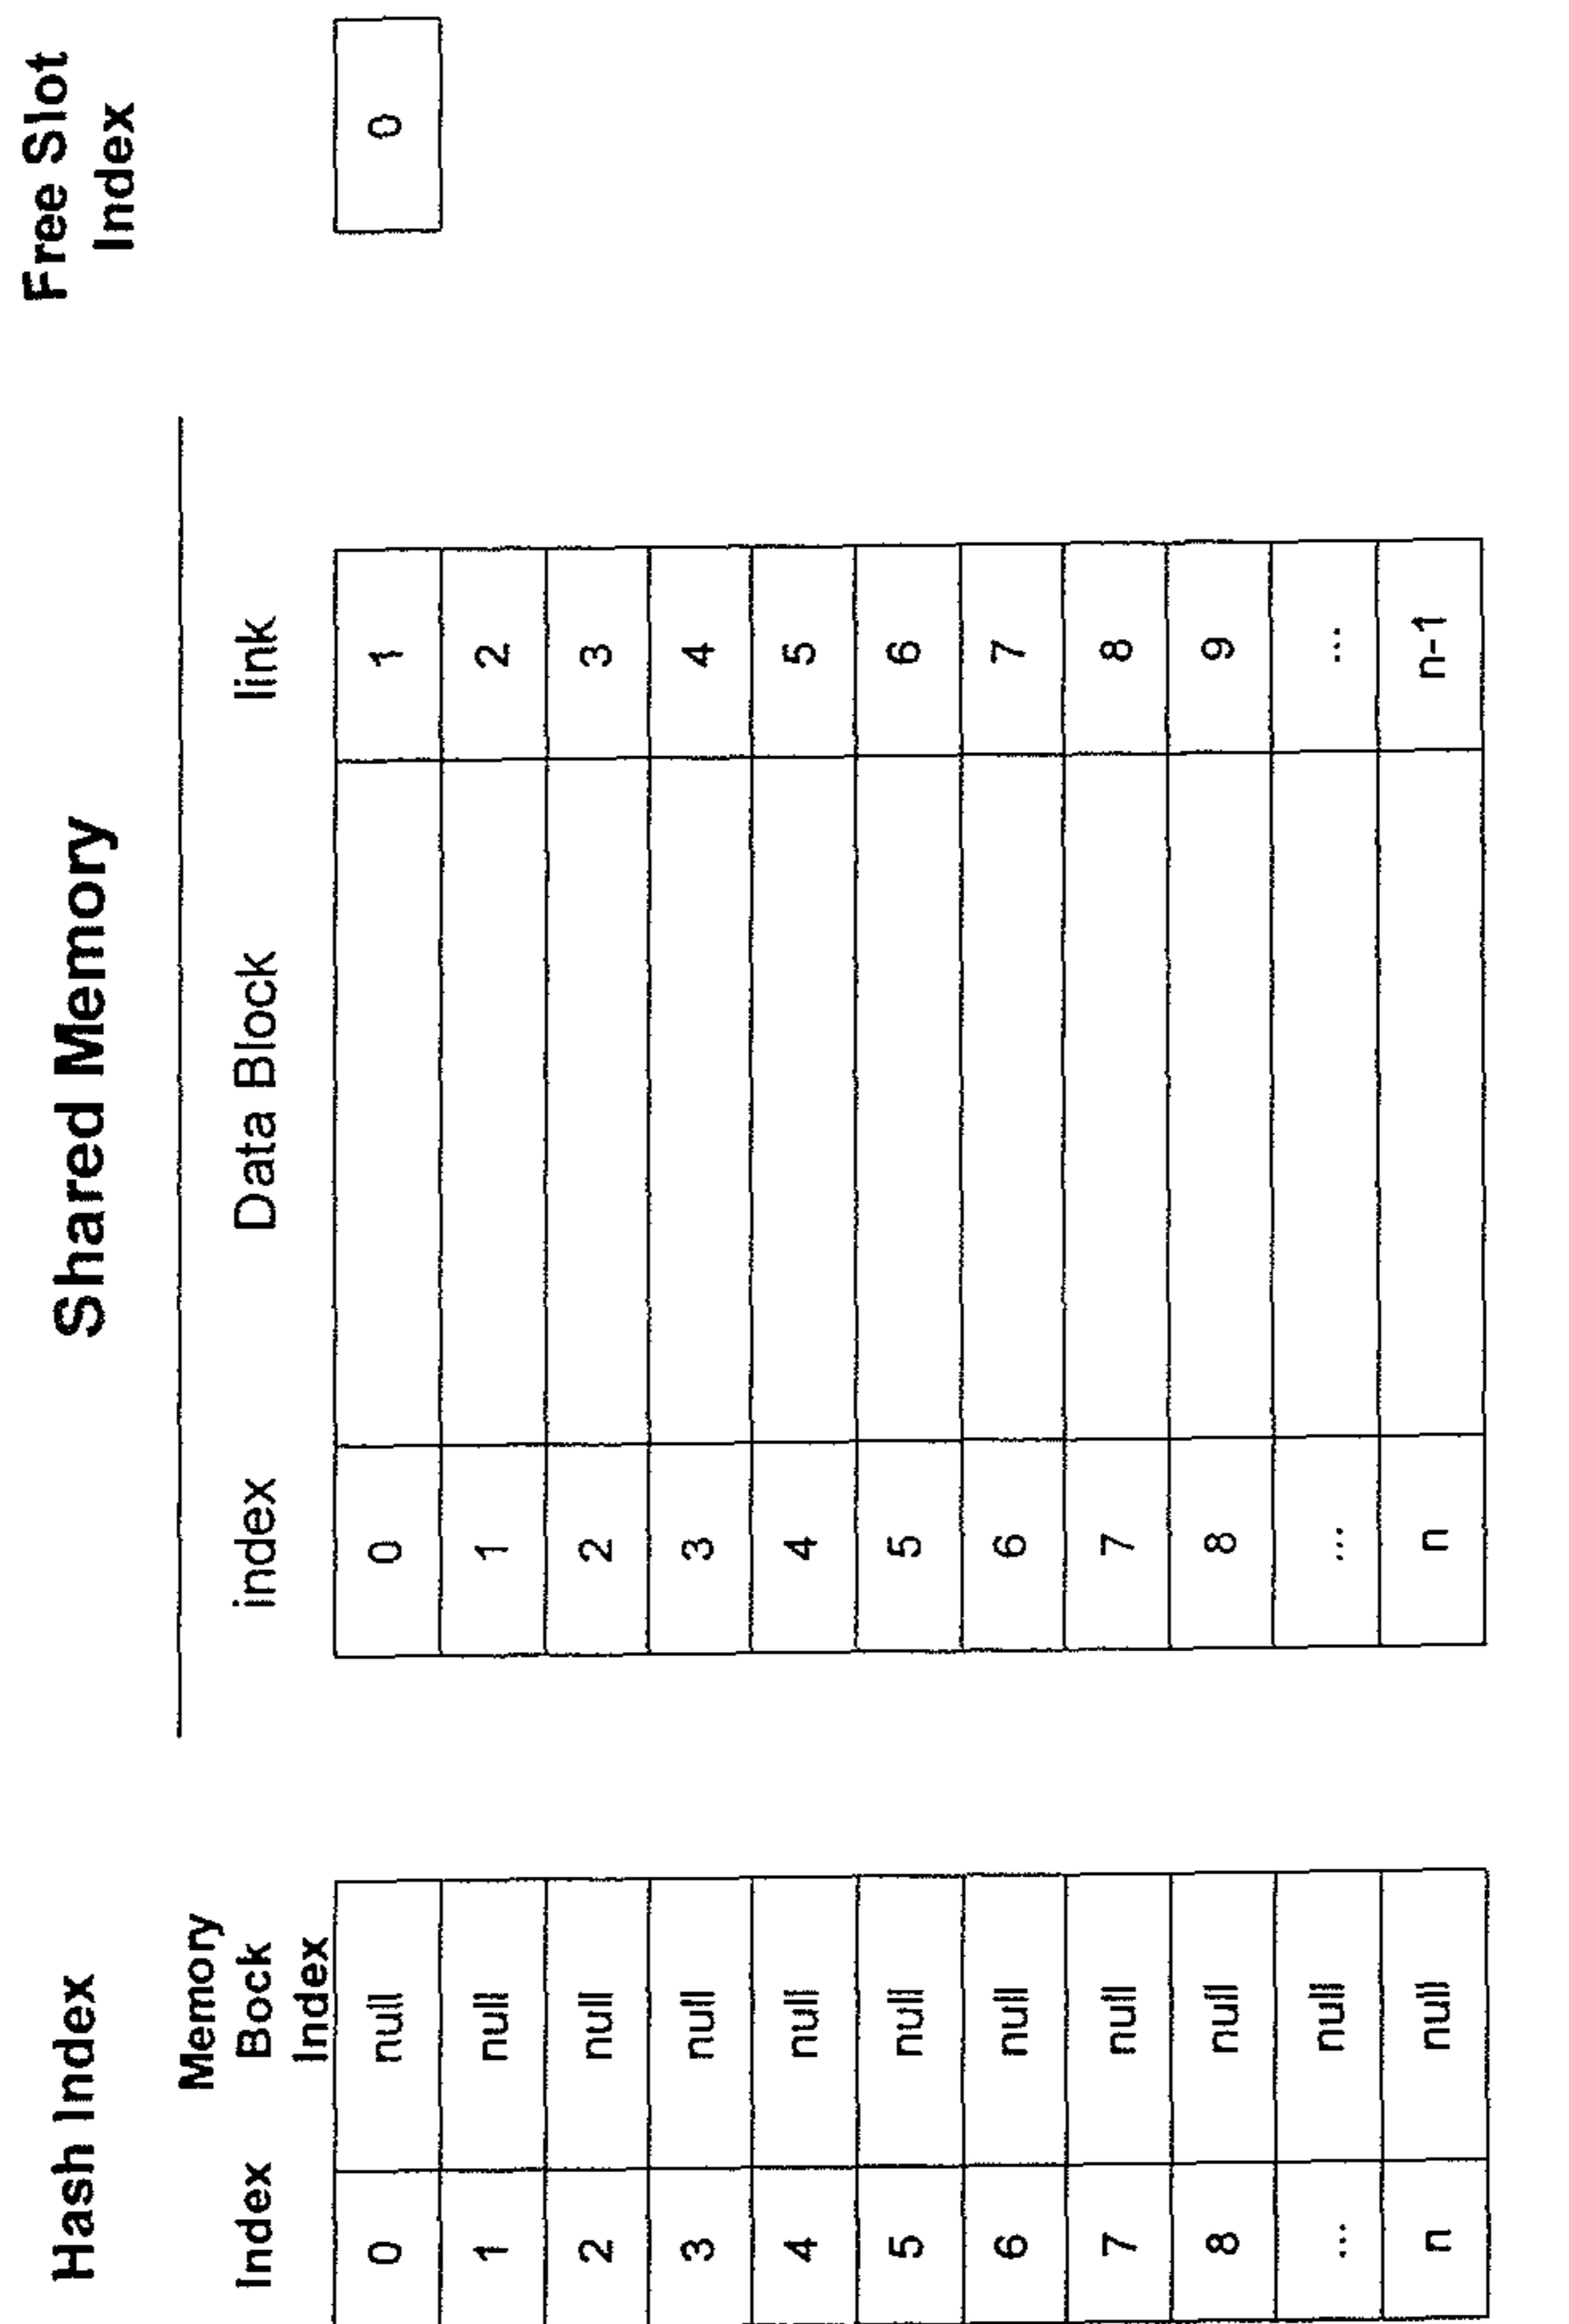 Hash Index
Shared Memory
Free Slot
Index
Index
Memory
Bock
Index
index
Data Block
link
0 null 0 1 0
1 null 1 2
2 null 2 3
3 null 3 4
4 null 4 5
5 null 5 6
6 null 6 7
7 null 7 8
8 null 8 9
... null ... ...
n null n n-1